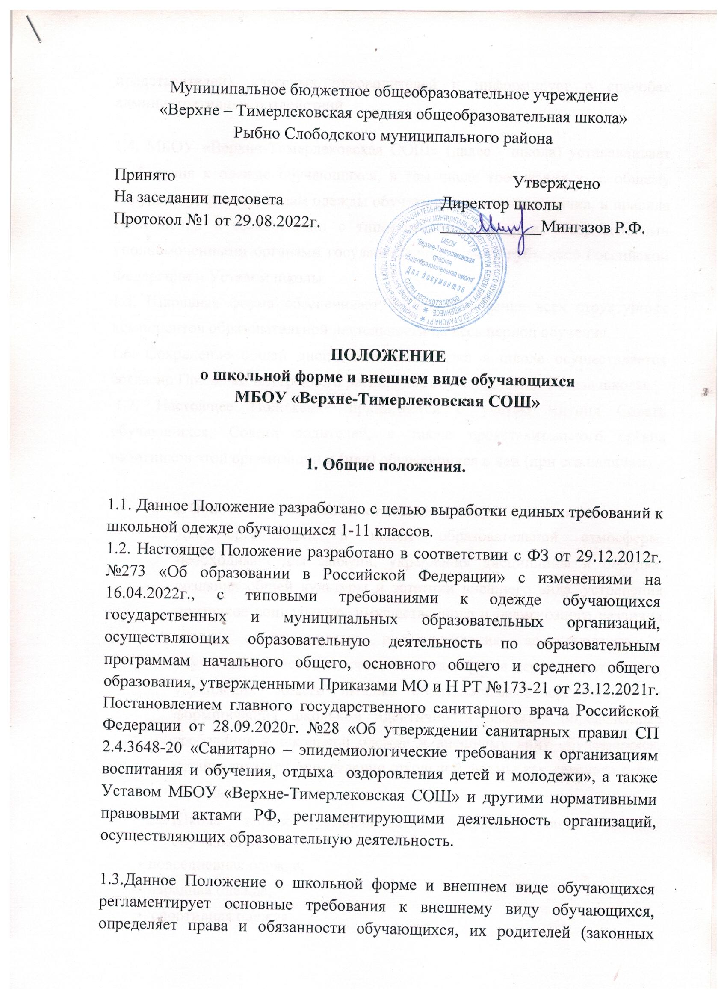 Муниципальное бюджетное общеобразовательное учреждение
«Верхне – Тимерлековская средняя общеобразовательная школа»
Рыбно Слободского муниципального района
Принято
Утверждено
На заседании педсовета
Директор школы
Протокол №1 от 29.08.2022г.
Мингазов Р.Ф.
ИНН 1634003476
МБОУ
"Верхне-Тимерлековская
средняя
общеобразовательная школа"
Для документов
ОГРН 1021607358090
ПОЛОЖЕНИЕ
о школьной форме и внешнем виде обучающихся
МБОУ «Верхне-Тимерлековская СОШ»
1. Общие положения.
1.1. Данное Положение разработано с целью выработки единых требований к
школьной одежде обучающихся 1-11 классов.
1.2. Настоящее Положение разработано в соответствии с ФЗ от 29.12.2012г.
№273 «Об образовании в Российской Федерации» с изменениями на
16.04.2022г., с типовыми требованиями к одежде обучающихся
государственных и муниципальных образовательных организаций,
осуществляющих образовательную деятельность по образовательным
программам начального общего, основного общего и среднего общего
образования, утвержденными Приказами МО и Н РТ №173-21 от 23.12.2021г.
Постановлением главного государственного санитарного врача Российской
Федерации от 28.09.2020г. №28 «Об утверждении санитарных правил СП
2.4.3648-20 «Санитарно – эпидемиологические требования к организациям
воспитания и обучения, отдыха оздоровления детей и молодежи», а также
Уставом МБОУ «Верхне-Тимерлековская СОШ» и другими нормативными
правовыми актами РФ, регламентирующими деятельность организаций,
осуществляющих образовательную деятельность.
1.3.Данное Положение о школьной форме и внешнем виде обучающихся
регламентирует основные требования к внешнему виду обучающихся,
определяет права и обязанности обучающихся, их родителей (законных